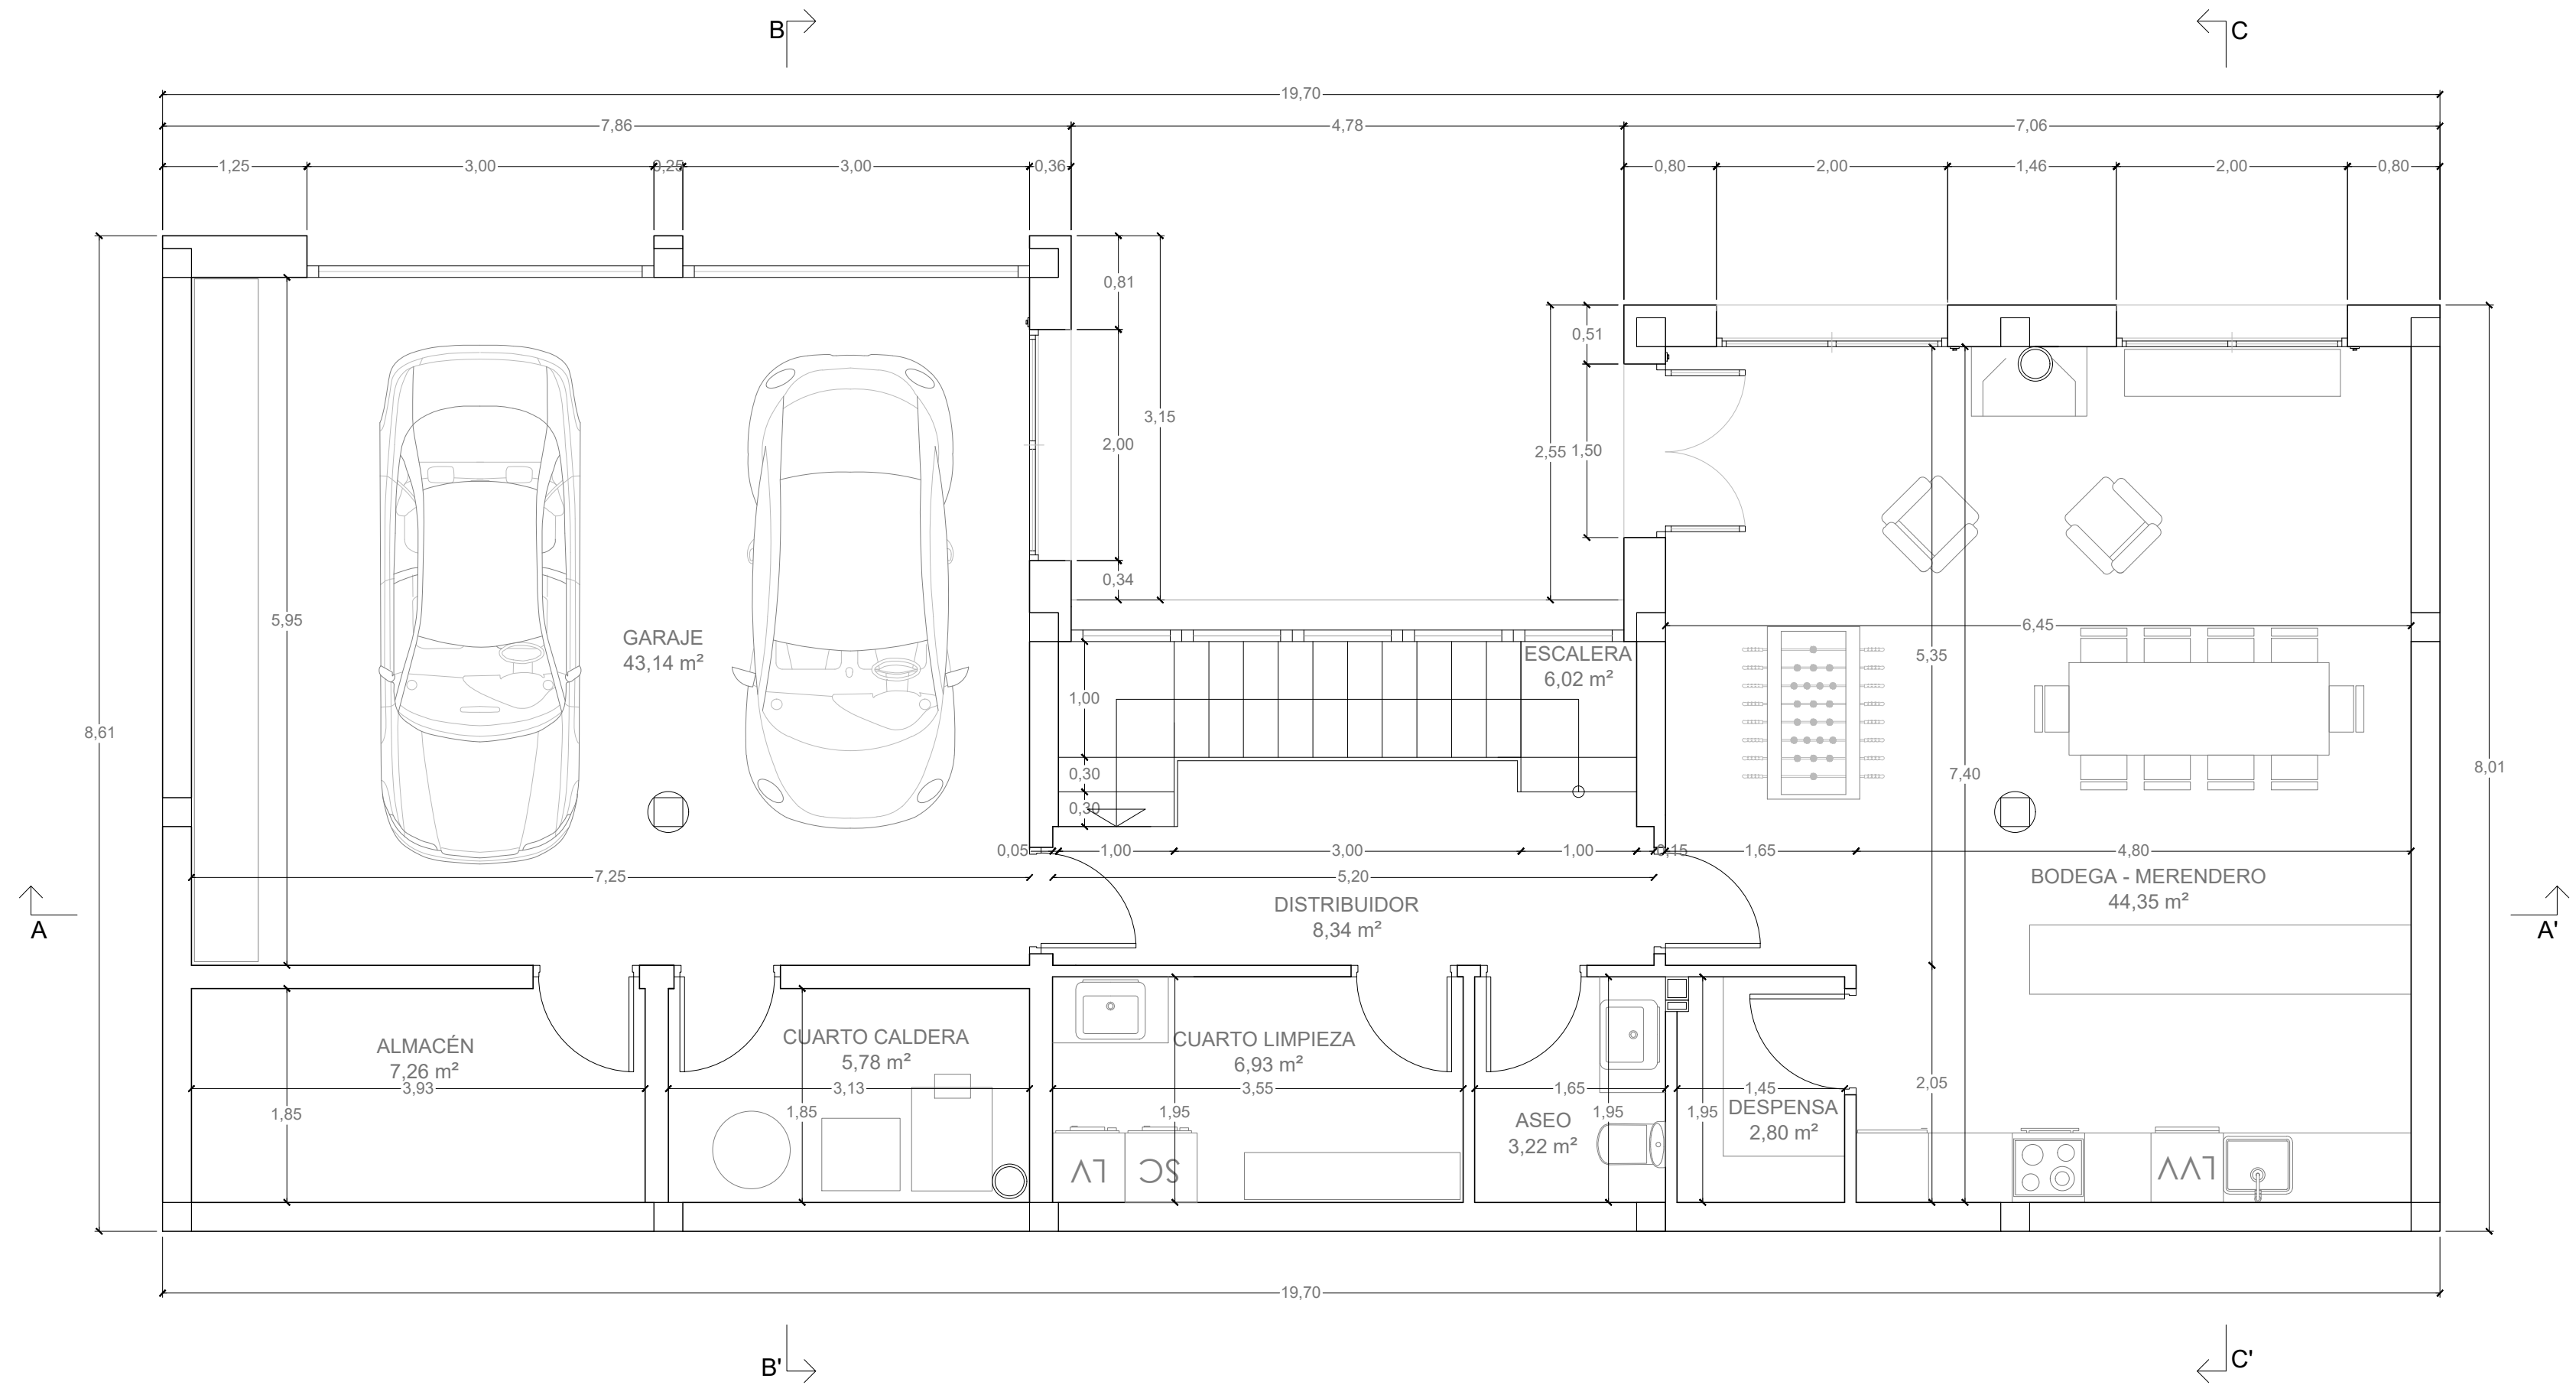 B
C
19,70
7,86
4,78
7,06
1,25
3,00
0,25
3,00
0,36
0,80
2,00
1,46
2,00
0,80
0,81
3,15
2,00
0,34
0,51
2,55
1,50
5,95
GARAJE
43,14 m²
8,61
1,00
0,30
0,30
ESCALERA
6,02 m²
6,45
5,35
7,40
8,01
0,05
1,00
3,00
1,00
0,15
1,65
4,80
7,25
5,20
BODEGA - MERENDERO
44,35 m²
DISTRIBUIDOR
8,34 m²
A
A'
ALMACÉN
7,26 m²
3,93
1,85
CUARTO CALDERA
5,78 m²
3,13
1,85
CUARTO LIMPIEZA
6,93 m²
3,55
1,95
LV
SC
1,65
ASEO
3,22 m²
1,95
1,45
1,95
DESPENSA
2,80 m²
2,05
LVV
19,70
B'
C'